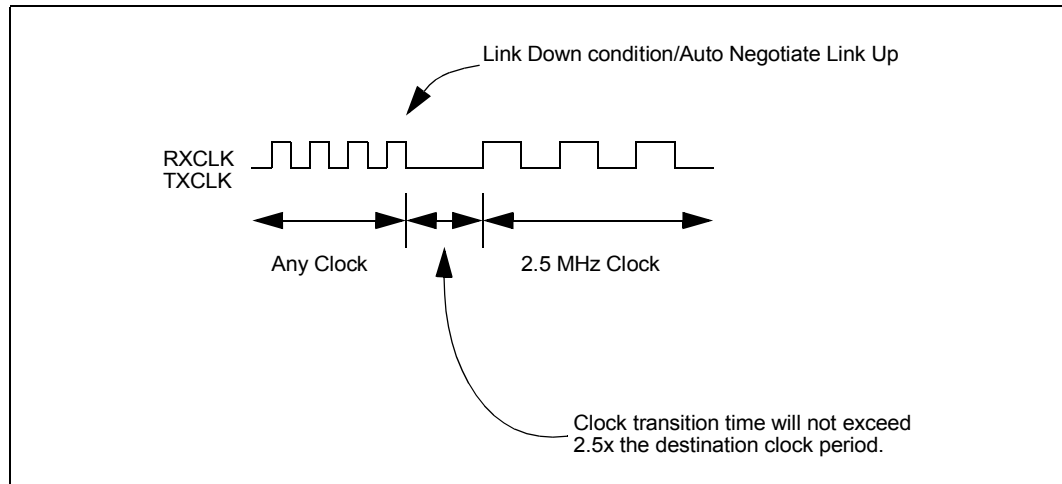 Link Down condition/Auto Negotiate Link Up
RXCLK
TXCLK
Any Clock
2.5 MHz Clock
Clock transition time will not exceed
2.5x the destination clock period.